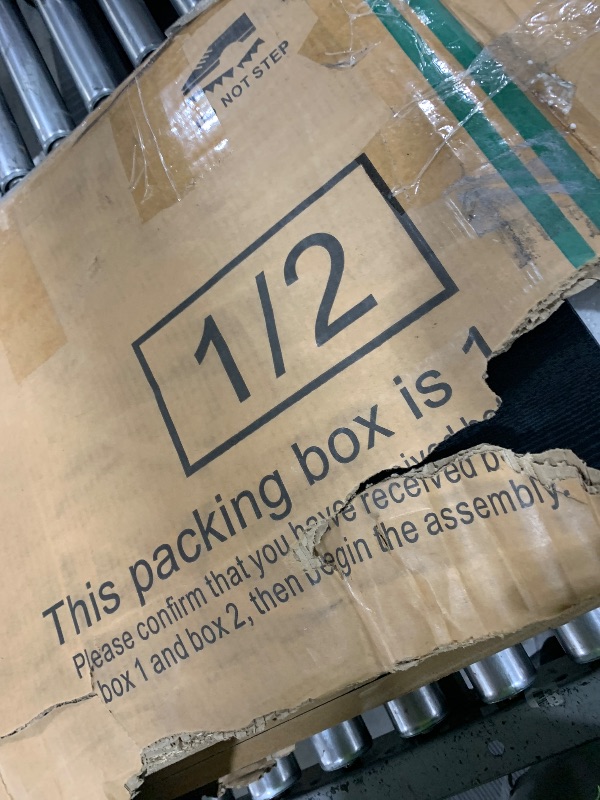 NOT STEP
1/2
This packing box is 1
Please confirm that you have received b
box 1 and box 2, then begin the assembly.